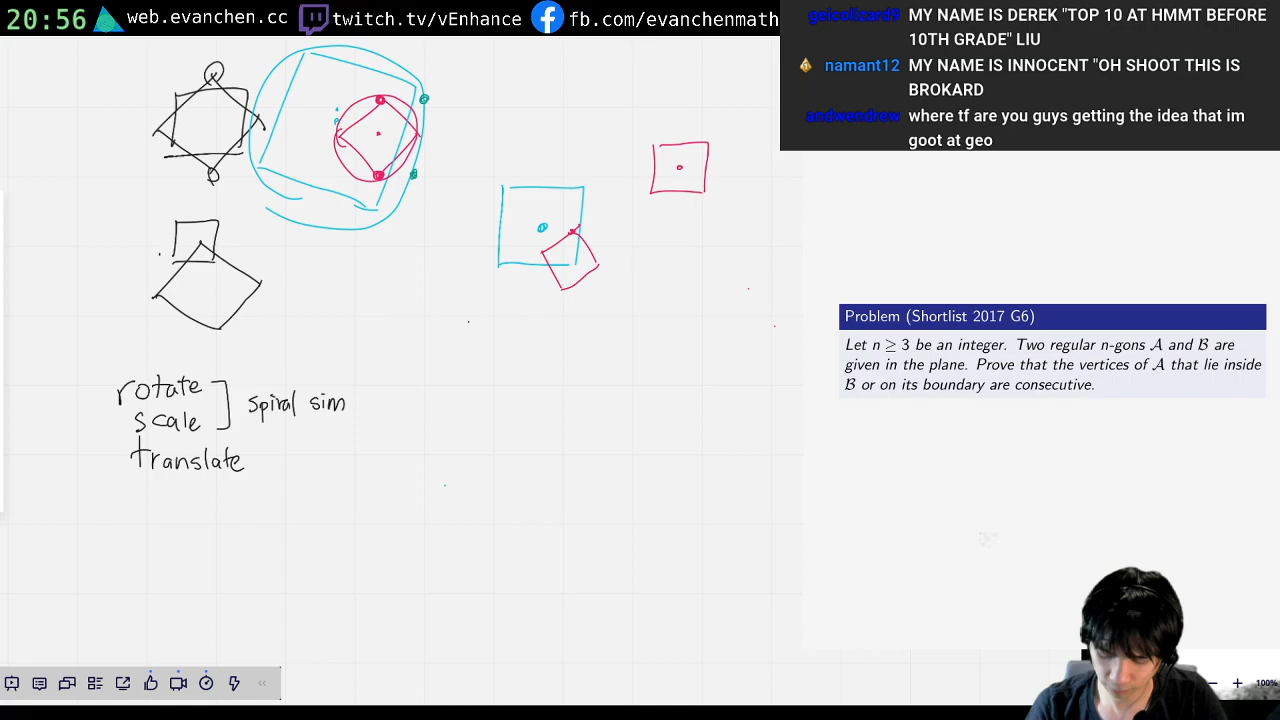 20:56 web.evanchen.cc twitch.tv/vEnhance fb.com/evanchenmath
geicolizard9 MY NAME IS DEREK "TOP 10 AT HMMT BEFORE
10TH GRADE" LIU
namant12 MY NAME IS INNOCENT "OH SHOOT THIS IS
BROKARD
andwendrew where tf are you guys getting the idea that im
goot at geo
rotate
scale
spiral sim
translate
Problem (Shortlist 2017 G6)
Let n ≥ 3 be an integer. Two regular n-gons 𝒜 and ℬ are
given in the plane. Prove that the vertices of 𝒜 that lie inside
ℬ or on its boundary are consecutive.
100%